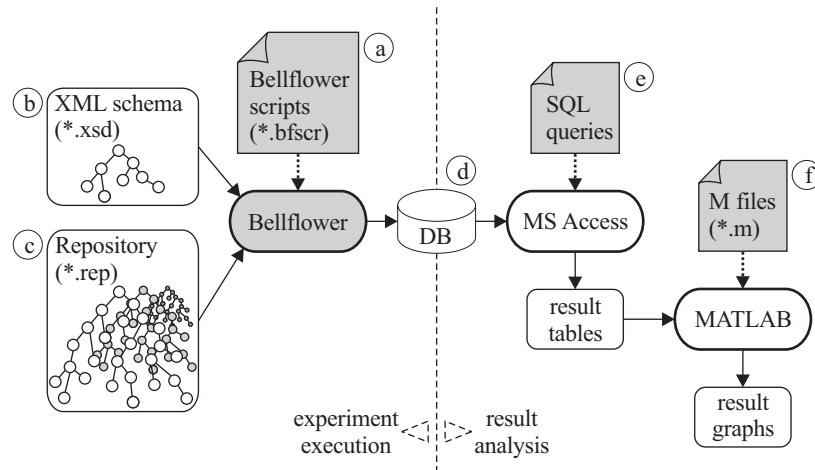 a
Bellflower
scripts
(*.bfscr)
b
XML schema
(*.xsd)
c
Repository
(*.rep)
Bellflower
d
DB
e
SQL
queries
MS Access
result
tables
f
M files
(*.m)
MATLAB
result
graphs
experiment
execution
result
analysis